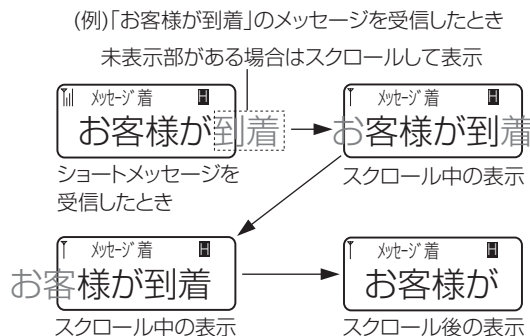 (例)「お客様が到着」のメッセージを受信したとき
未表示部がある場合はスクロールして表示
ﾒｯｾｰｼﾞ着 H
お客様が到着
ﾒｯｾｰｼﾞ着 H
お客様が到着
ショートメッセージを
受信したとき
スクロール中の表示
ﾒｯｾｰｼﾞ着 H
お客様が到着
ﾒｯｾｰｼﾞ着 H
お客様が
スクロール中の表示
スクロール後の表示